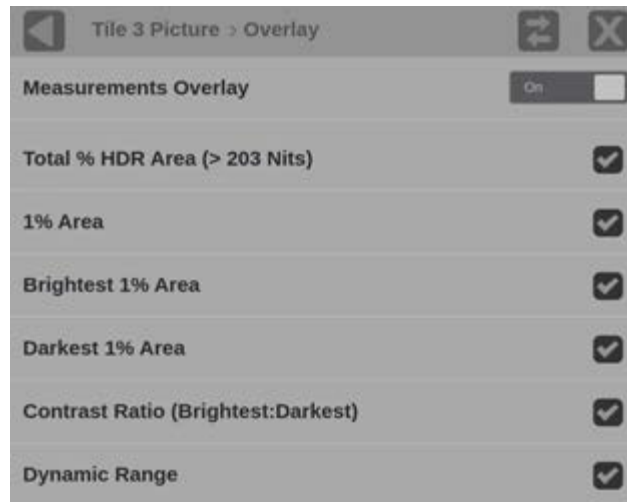 Tile 3 Picture > Overlay
Measurements Overlay
On
Total % HDR Area (> 203 Nits)
1% Area
Brightest 1% Area
Darkest 1% Area
Contrast Ratio (Brightest:Darkest)
Dynamic Range